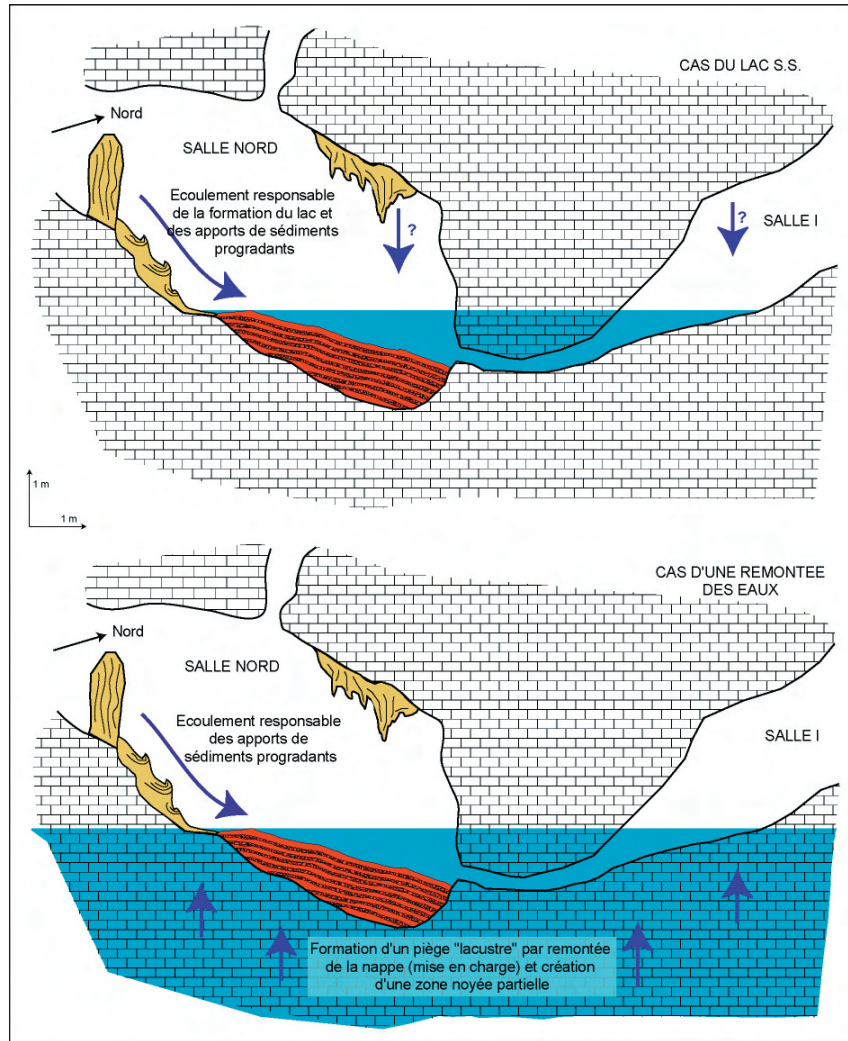 CAS DU LAC S.S.
Nord
SALLE NORD
Ecoulement responsable
de la formation du lac et
des apports de sédiments
progradants
?
?
SALLE I
1 m
1 m
CAS D'UNE REMONTEE
DES EAUX
Nord
SALLE NORD
Ecoulement responsable
des apports de
sédiments progradants
SALLE I
Formation d'un piège "lacustre" par remontée
de la nappe (mise en charge) et création
d'une zone noyée partielle